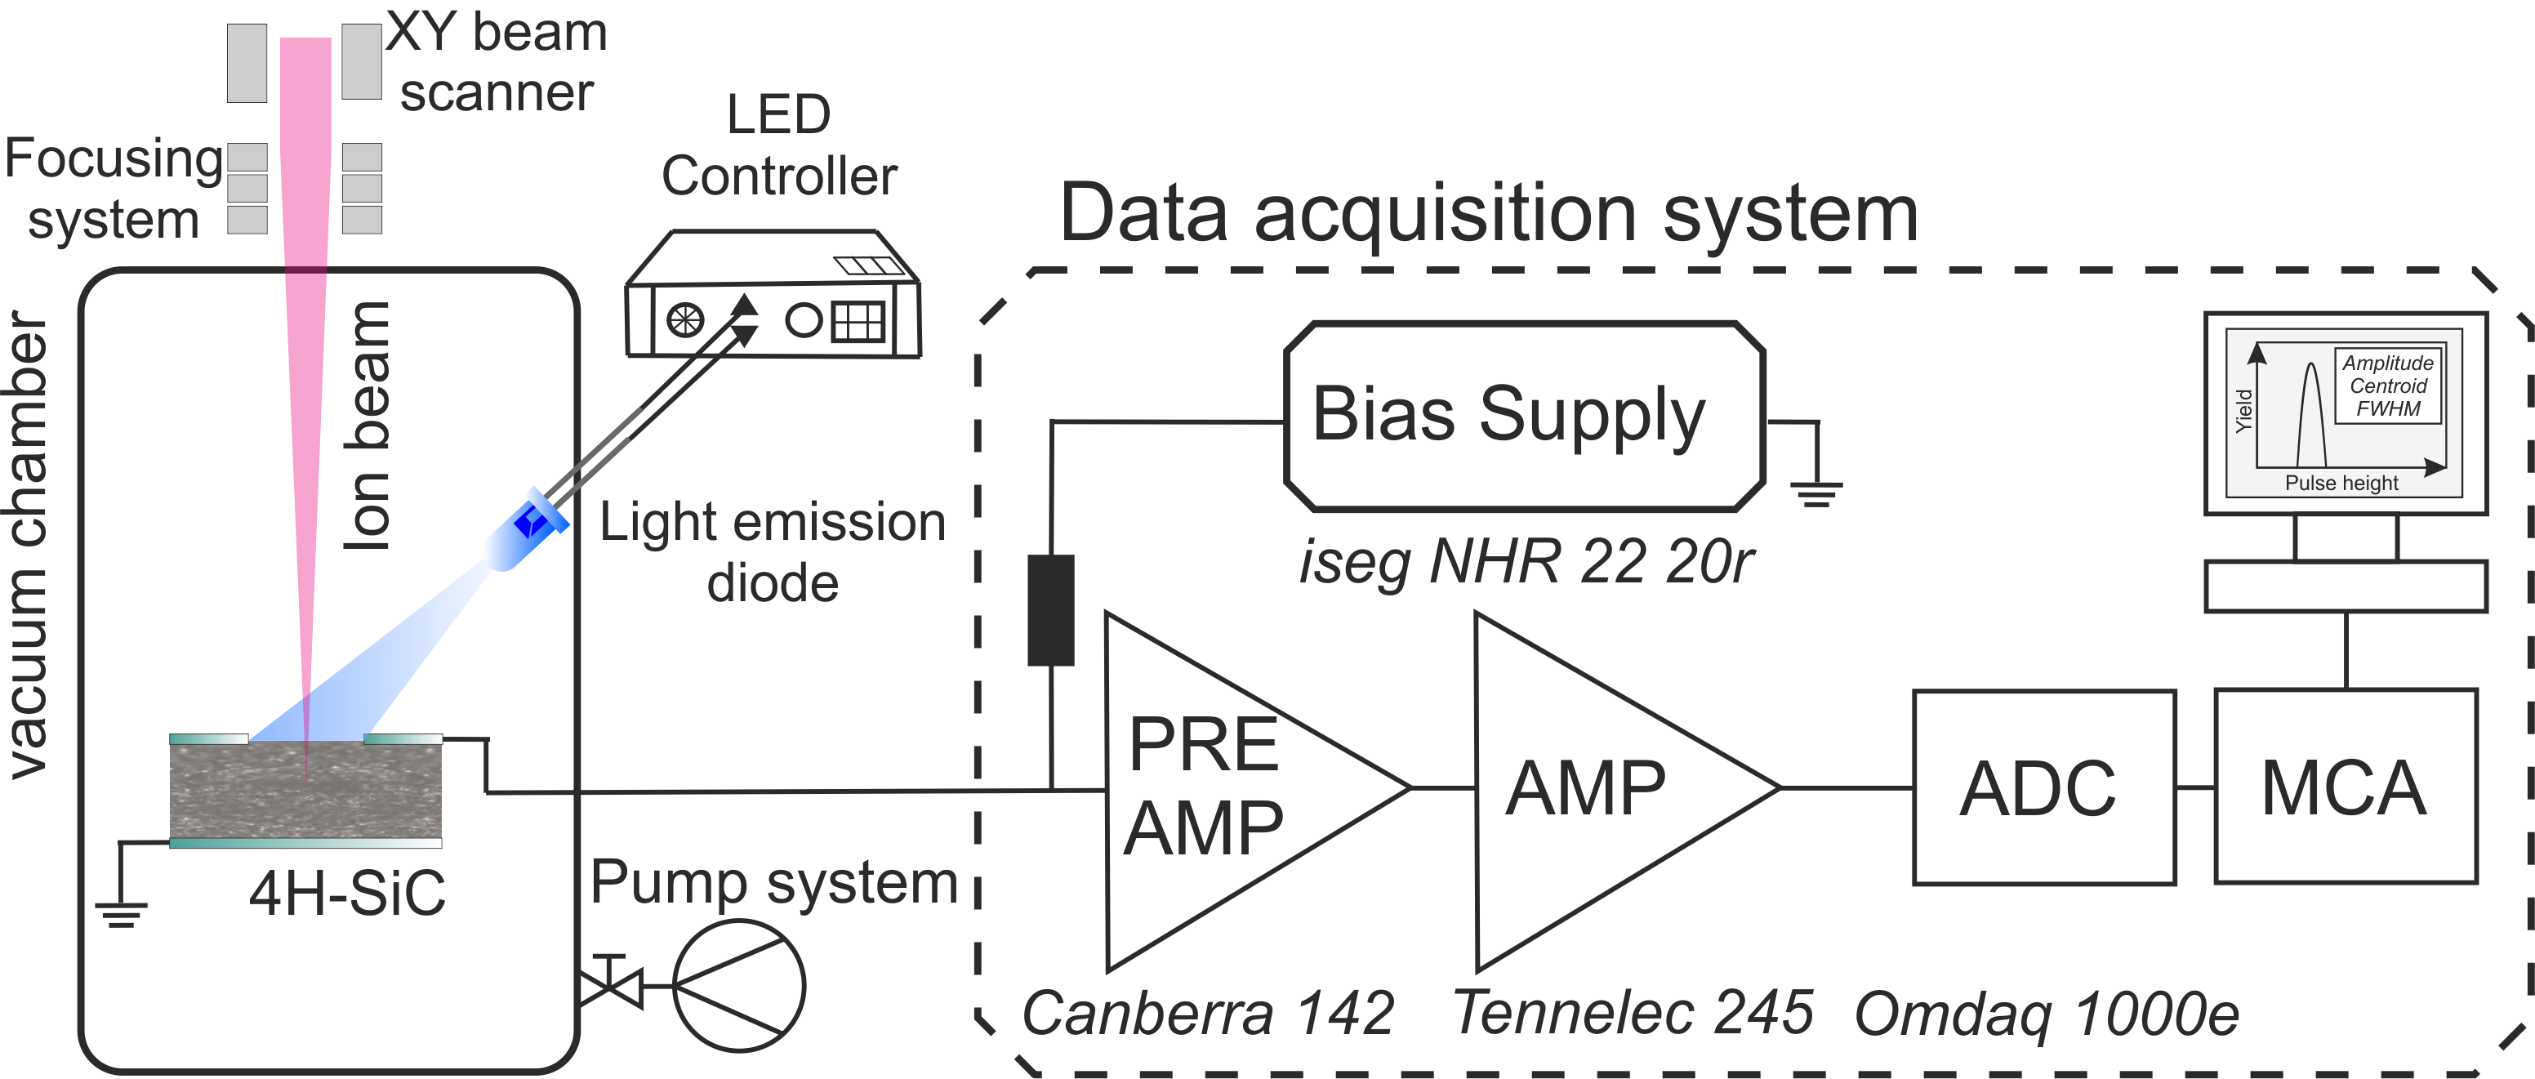 XY beam
scanner
Focusing
system
LED
Controller
Data acquisition system
vacuum chamber
Ion beam
Light emission
diode
Bias Supply
iseg NHR 22 20r
Amplitude
Centroid
FWHM
Yield
Pulse height
PRE
AMP
AMP
ADC
MCA
4H-SiC
Pump system
Canberra 142
Tennelec 245
Omdaq 1000e